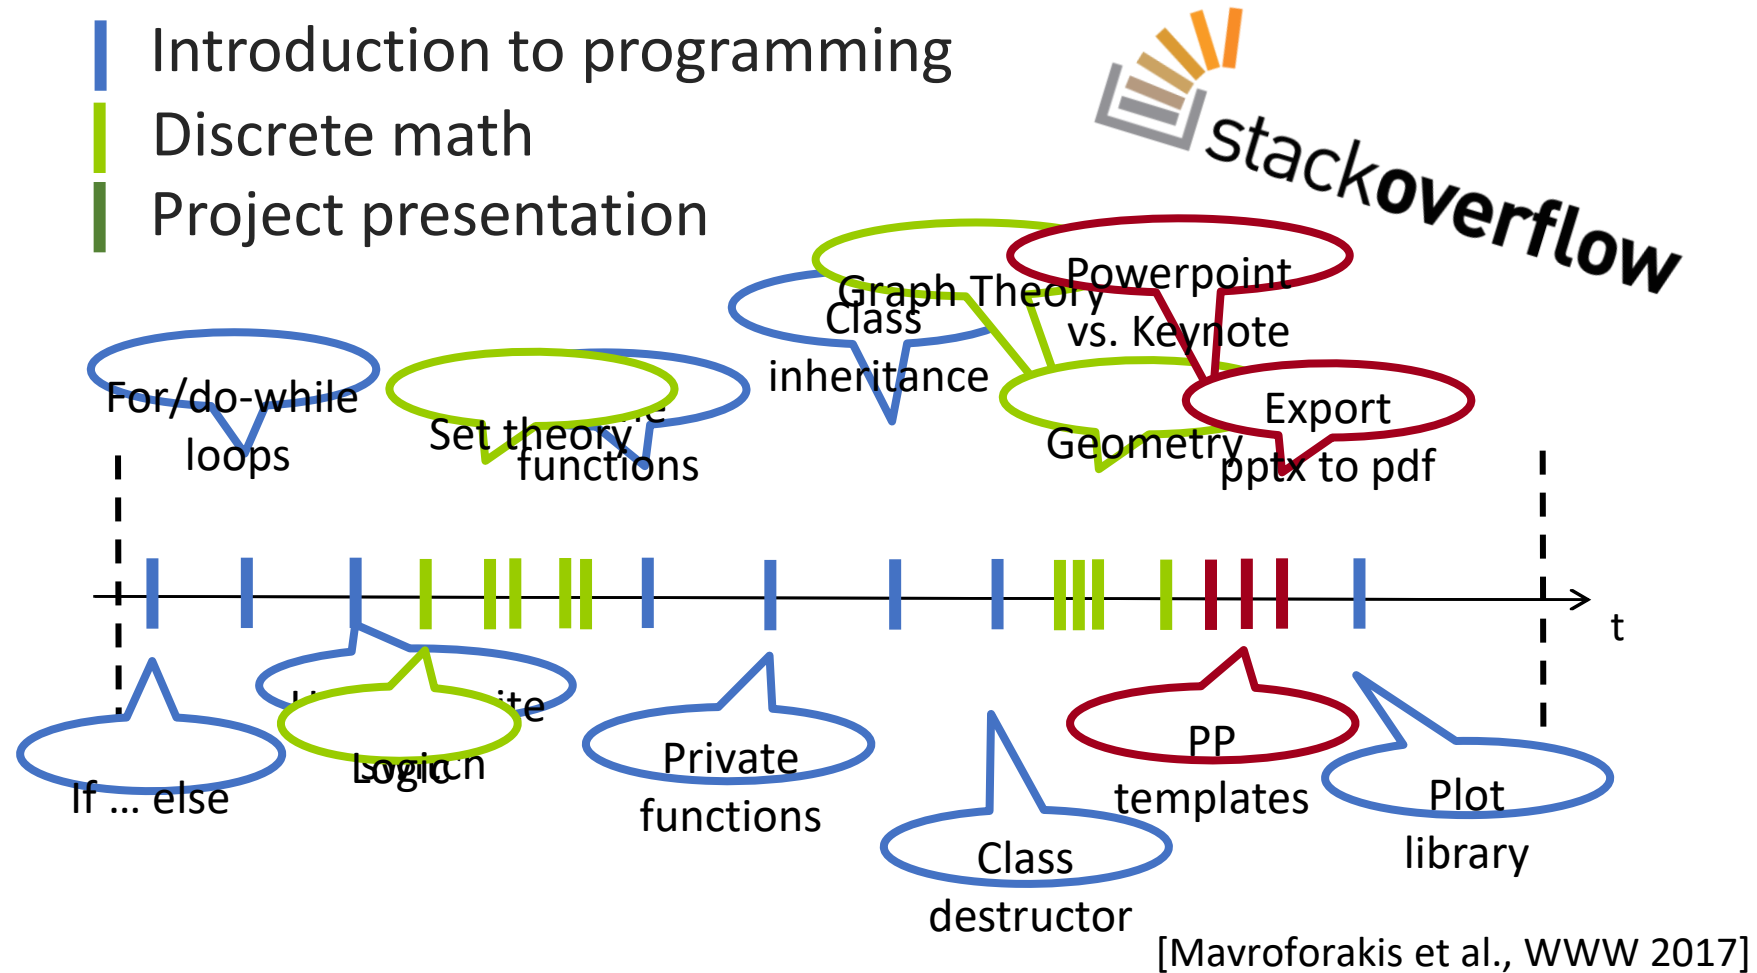 Introduction to programming
Discrete math
Project presentation
stackoverflow
Graph Theory
Powerpoint
vs. Keynote
Class
inheritance
For/do-while
loops
Set theory
functions
Geometry
Export
pptx to pdf
t
If ... else
Logic
Private
functions
Class
destructor
PP
templates
Plot
library
[Mavroforakis et al., WWW 2017]